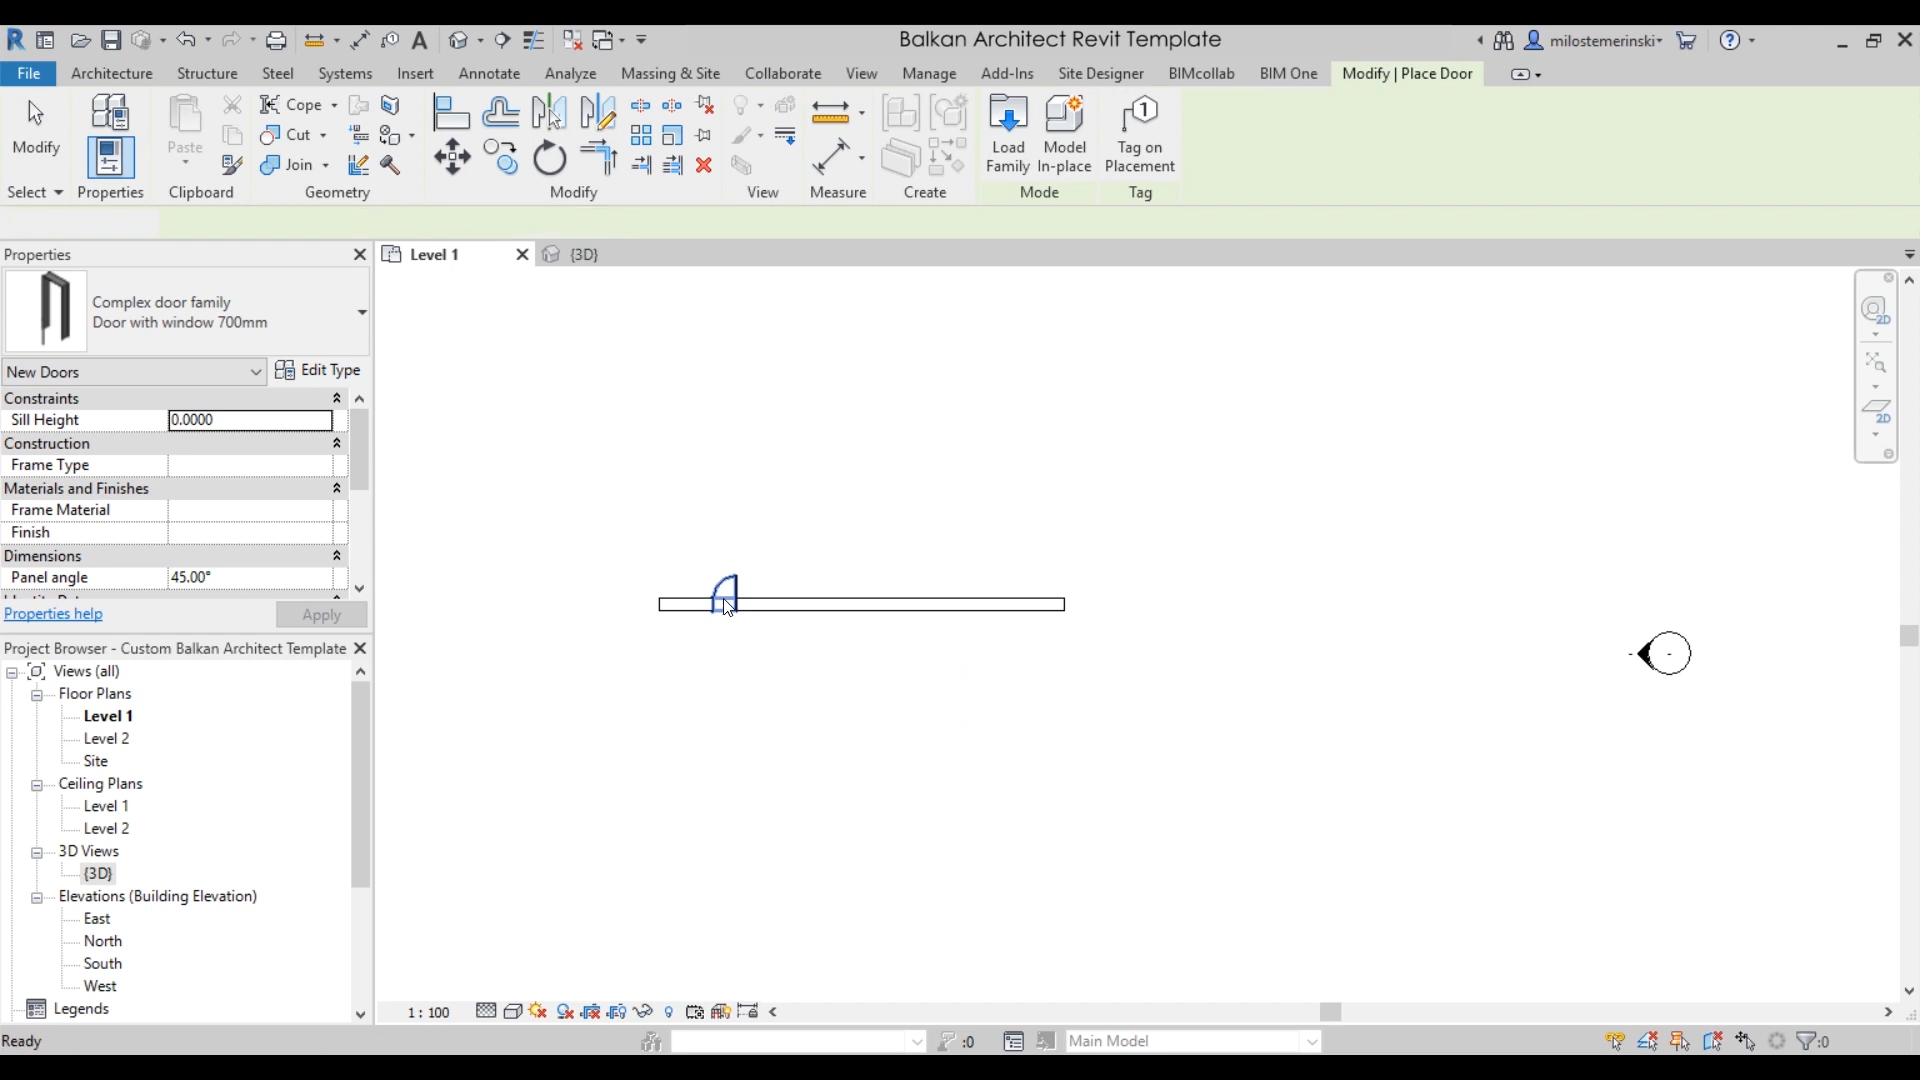 Balkan Architect Revit Template
milostemerinski
File Architecture Structure Steel Systems Insert Annotate Analyze Massing & Site Collaborate View Manage Add-Ins Site Designer BIMcollab BIM One Modify | Place Door
Modify
Paste
Cope
Cut
Join
Load
Family
Model
In-place
1
Tag on
Placement
Select Properties Clipboard Geometry Modify View Measure Create Mode Tag
Properties
Level 1
{3D}
Complex door family
Door with window 700mm
New Doors
Edit Type
Constraints
Sill Height 0.0000
Construction
Frame Type
Materials and Finishes
Frame Material
Finish
Dimensions
Panel angle 45.00°
Properties help
Apply
2D
2D
Project Browser - Custom Balkan Architect Template
Views (all)
Floor Plans
Level 1
Level 2
Site
Ceiling Plans
Level 1
Level 2
3D Views
{3D}
Elevations (Building Elevation)
East
North
South
West
Legends
1 : 100
Ready
:0
Main Model
:0